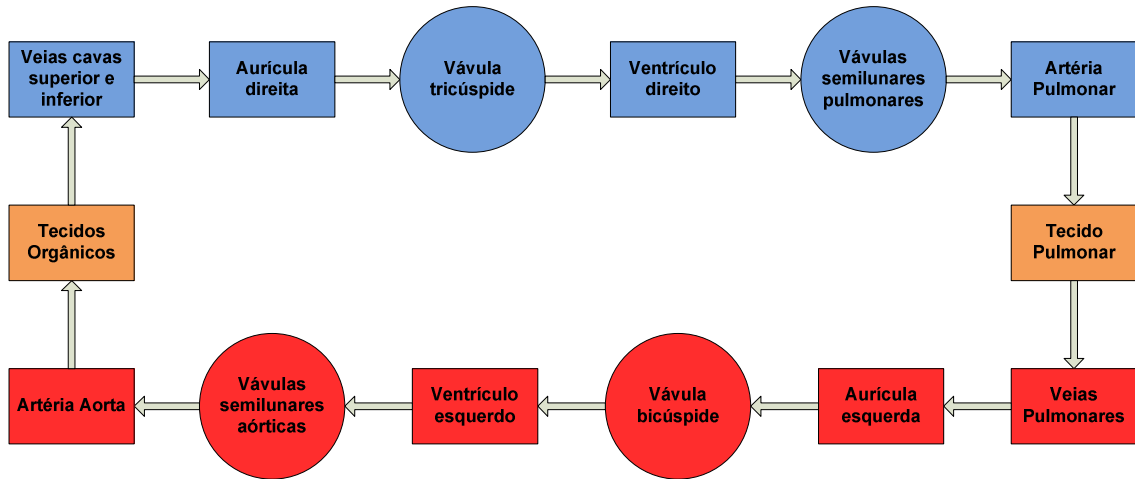 Veias cavas
superior e
inferior
Aurícula
direita
Vávula
tricúspide
Ventrículo
direito
Vávulas
semilunares
pulmonares
Artéria
Pulmonar
Tecidos
Orgânicos
Tecido
Pulmonar
Artéria Aorta
Vávulas
semilunares
aórticas
Ventrículo
esquerdo
Vávula
bicúspide
Aurícula
esquerda
Veias
Pulmonares